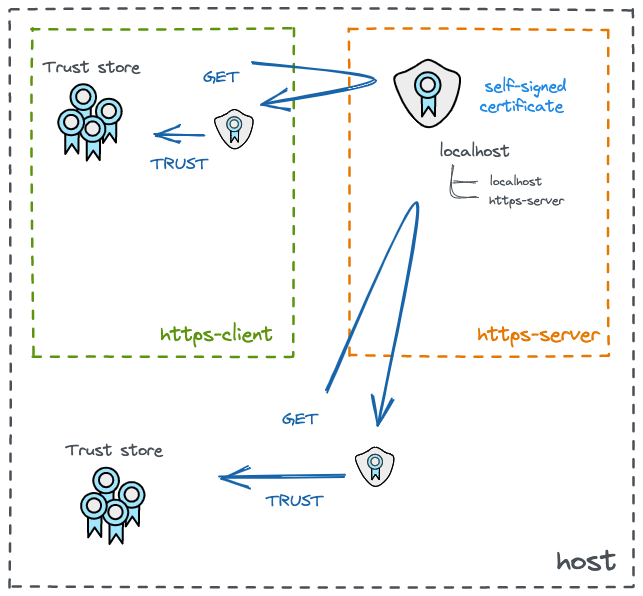 Trust store
GET
TRUST
https-client
self-signed
certificate
localhost
localhost
https-server
https-server
GET
Trust store
TRUST
host